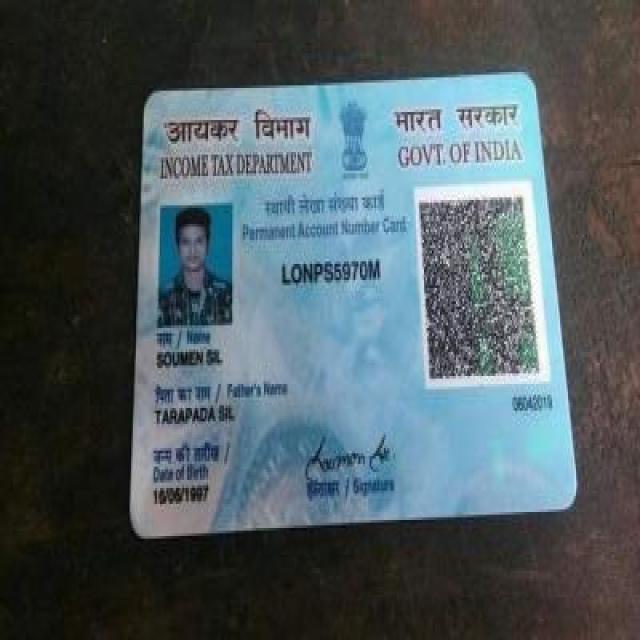 आयकर विभाग
INCOME TAX DEPARTMENT
भारत सरकार
GOVT. OF INDIA
स्थायी लेखा संख्या कार्ड
Permanent Account Number Card
LONPS5970M
नाम / Name
SOUMEN SIL
पिता का नाम / Father's Name
TARAPADA SIL
जन्म की तारीख /
Date of Birth
16/06/1997
06042019
Soumen Sil
हस्ताक्षर / Signature